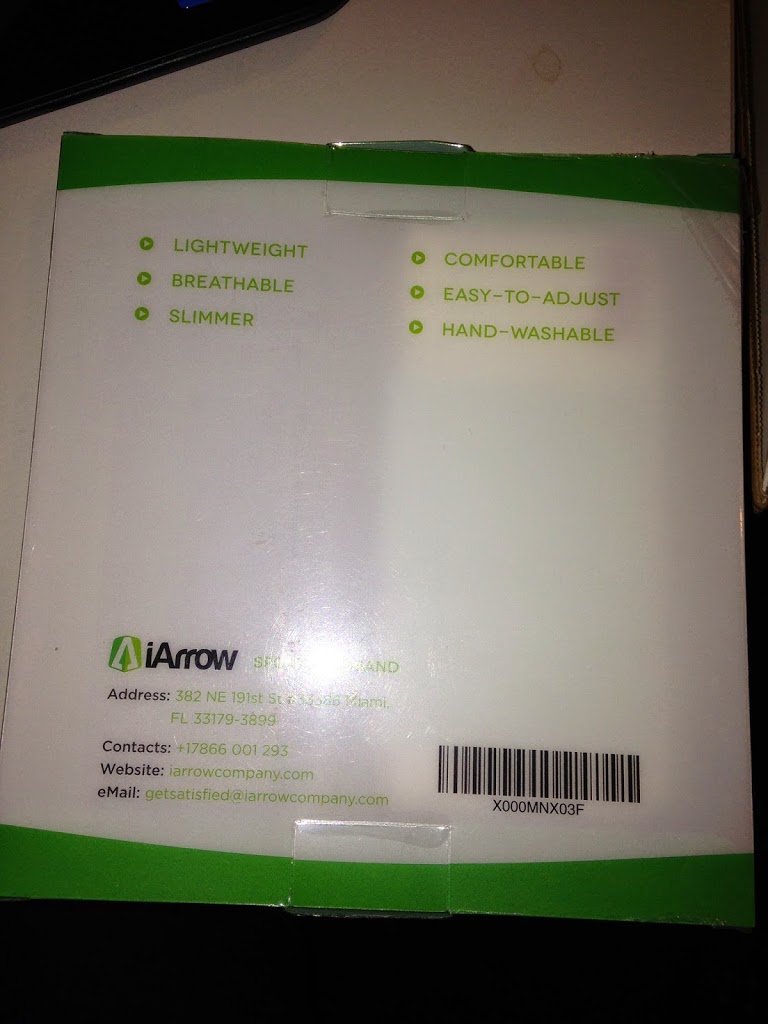 LIGHTWEIGHT
BREATHABLE
SLIMMER
COMFORTABLE
EASY-TO-ADJUST
HAND-WASHABLE
iArrow
Address: 382 NE 191st St Miami,
FL 33179-3899
Contacts: +17866 001 293
Website: iarrowcompany.com
eMail: getsatisfied@iarrowcompany.com
X000MNX03F